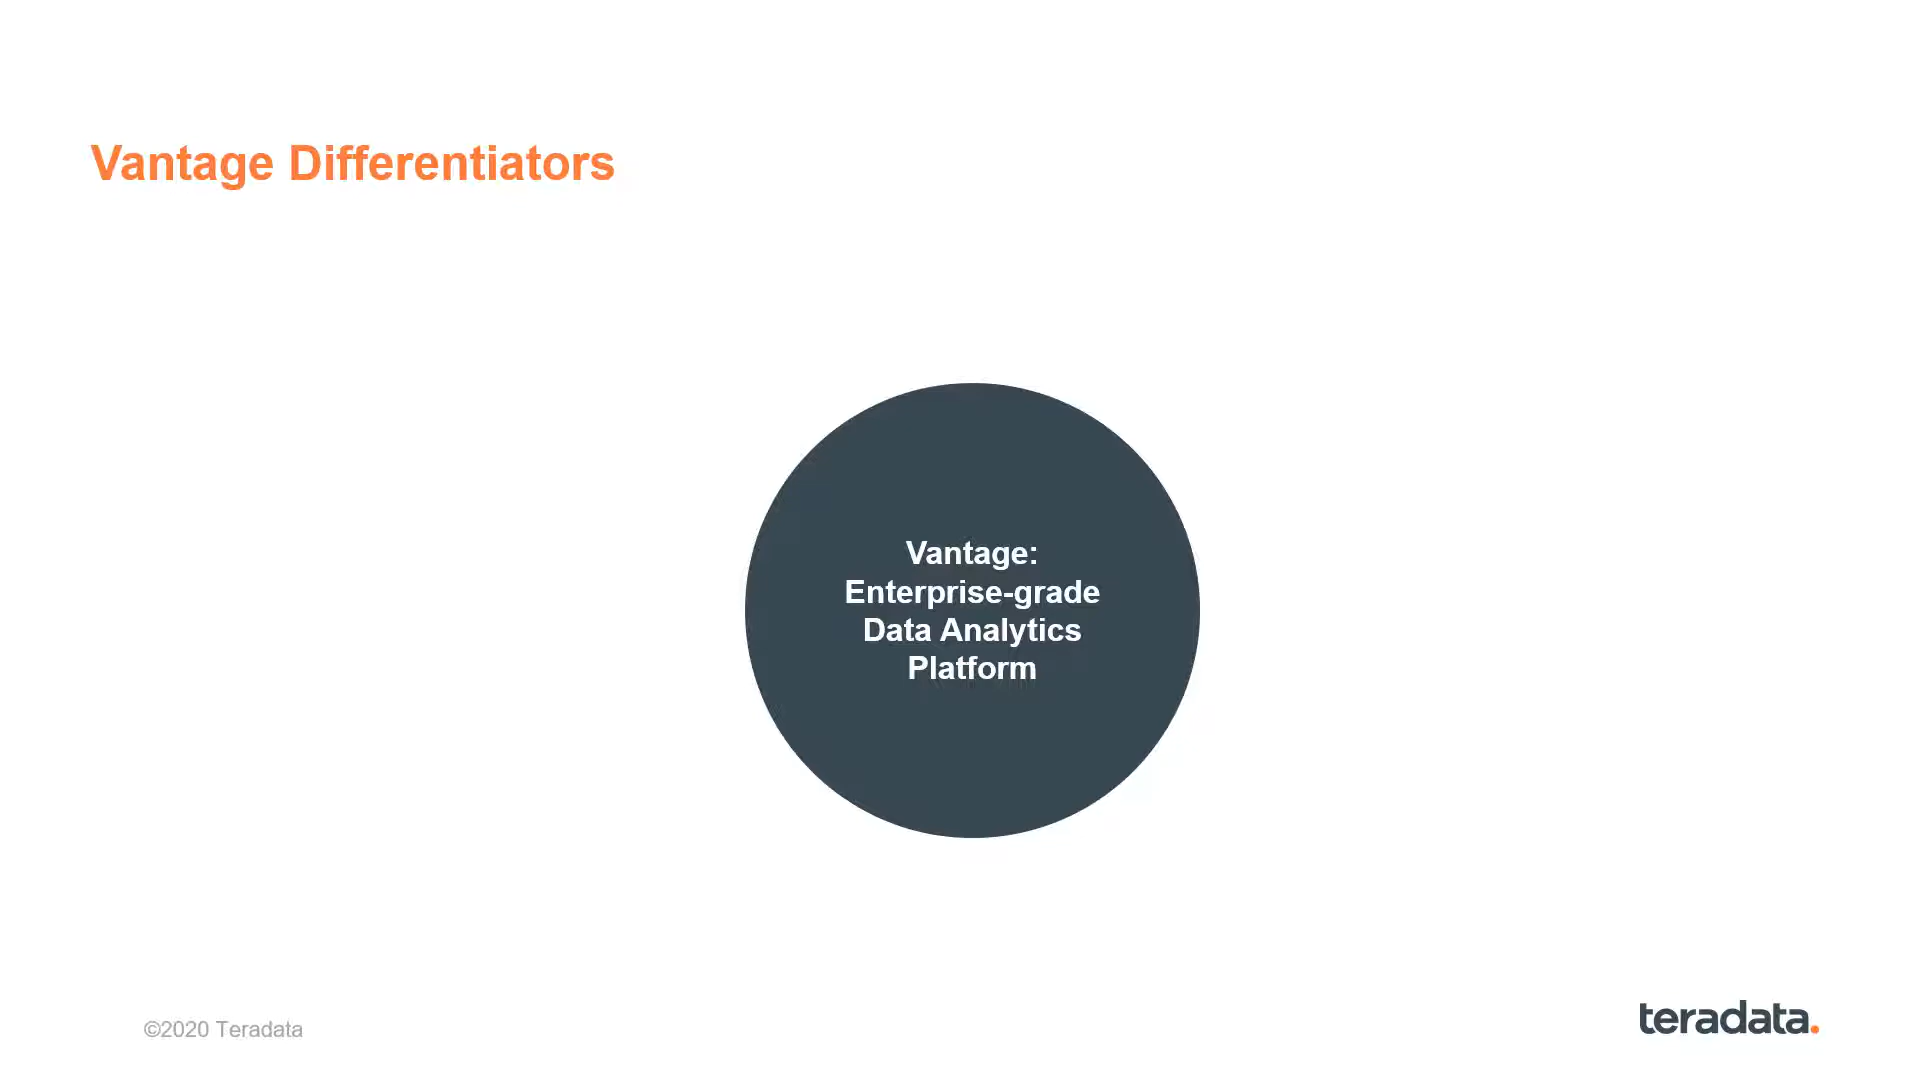 Vantage Differentiators
Vantage:
Enterprise-grade
Data Analytics
Platform
©2020 Teradata
teradata.